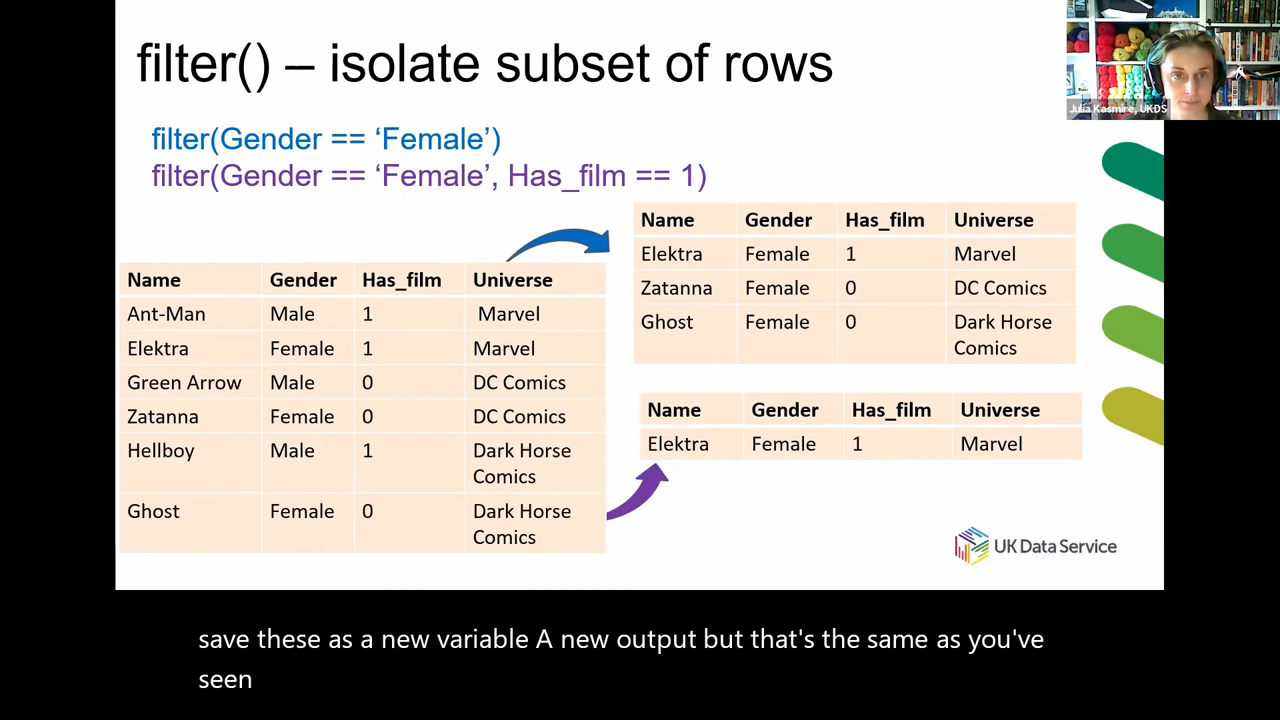 filter() – isolate subset of rows
Julia Kasmire, UKDS
filter(Gender == ‘Female’)
filter(Gender == ‘Female’, Has_film == 1)
Name Gender Has_film Universe
Ant-Man Male 1 Marvel
Elektra Female 1 Marvel
Green Arrow Male 0 DC Comics
Zatanna Female 0 DC Comics
Hellboy Male 1 Dark Horse
Comics
Ghost Female 0 Dark Horse
Comics
Name Gender Has_film Universe
Elektra Female 1 Marvel
Zatanna Female 0 DC Comics
Ghost Female 0 Dark Horse
Comics
Name Gender Has_film Universe
Elektra Female 1 Marvel
UK Data Service
save these as a new variable A new output but that's the same as you've
seen